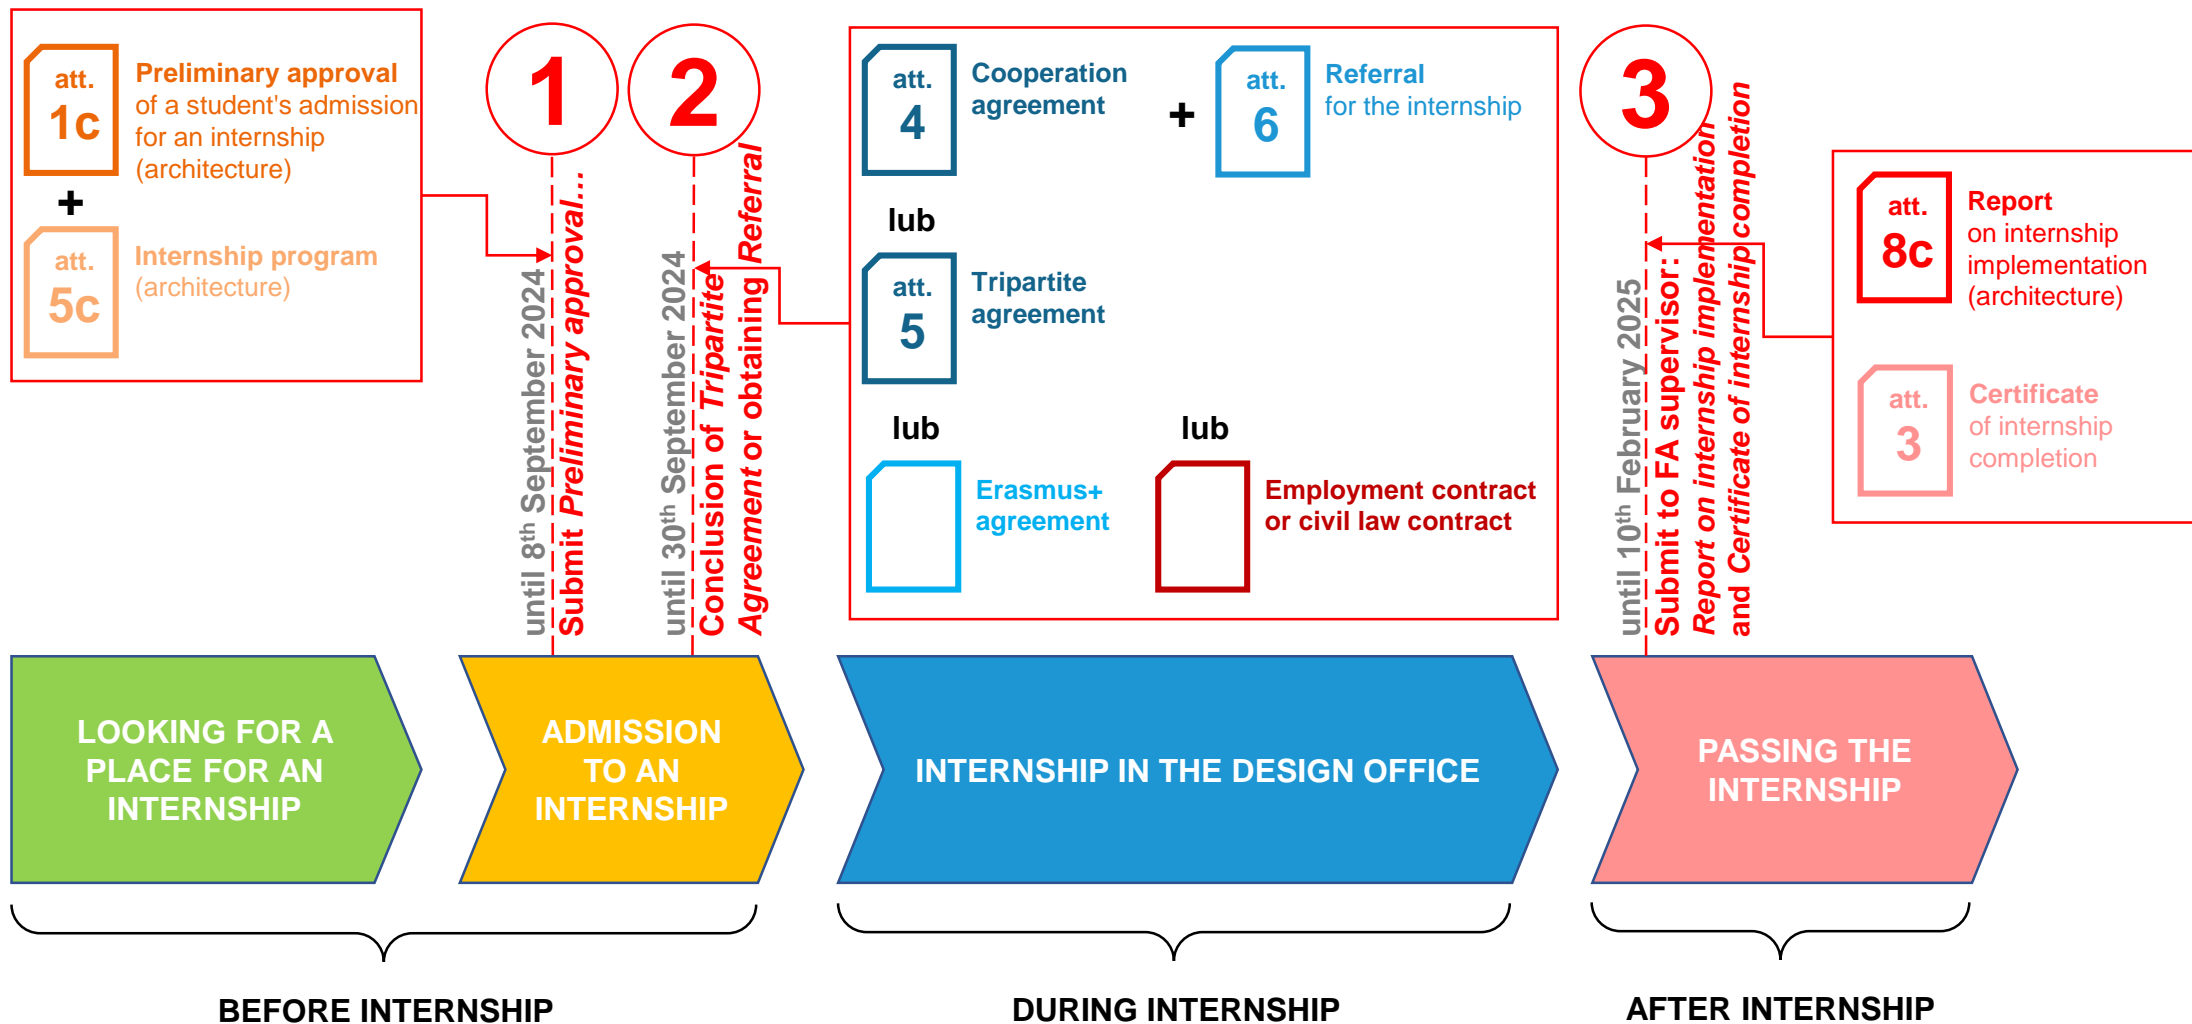 att.
1c
Preliminary approval
of a student's admission
for an internship
(architecture)
+
att.
5c
Internship program
(architecture)
1
until 8th September 2024
Submit Preliminary approval...
2
until 30th September 2024
Conclusion of Tripartite
Agreement or obtaining Referral
att.
4
Cooperation
agreement
+
att.
6
Referral
for the internship
lub
att.
5
Tripartite
agreement
lub
Erasmus+
agreement
lub
Employment contract
or civil law contract
3
until 10th February 2025
Submit to FA supervisor:
Report on internship implementation
and Certificate of internship completion
att.
8c
Report
on internship
implementation
(architecture)
att.
3
Certificate
of internship
completion
LOOKING FOR A
PLACE FOR AN
INTERNSHIP
ADMISSION
TO AN
INTERNSHIP
INTERNSHIP IN THE DESIGN OFFICE
PASSING THE
INTERNSHIP
BEFORE INTERNSHIP
DURING INTERNSHIP
AFTER INTERNSHIP